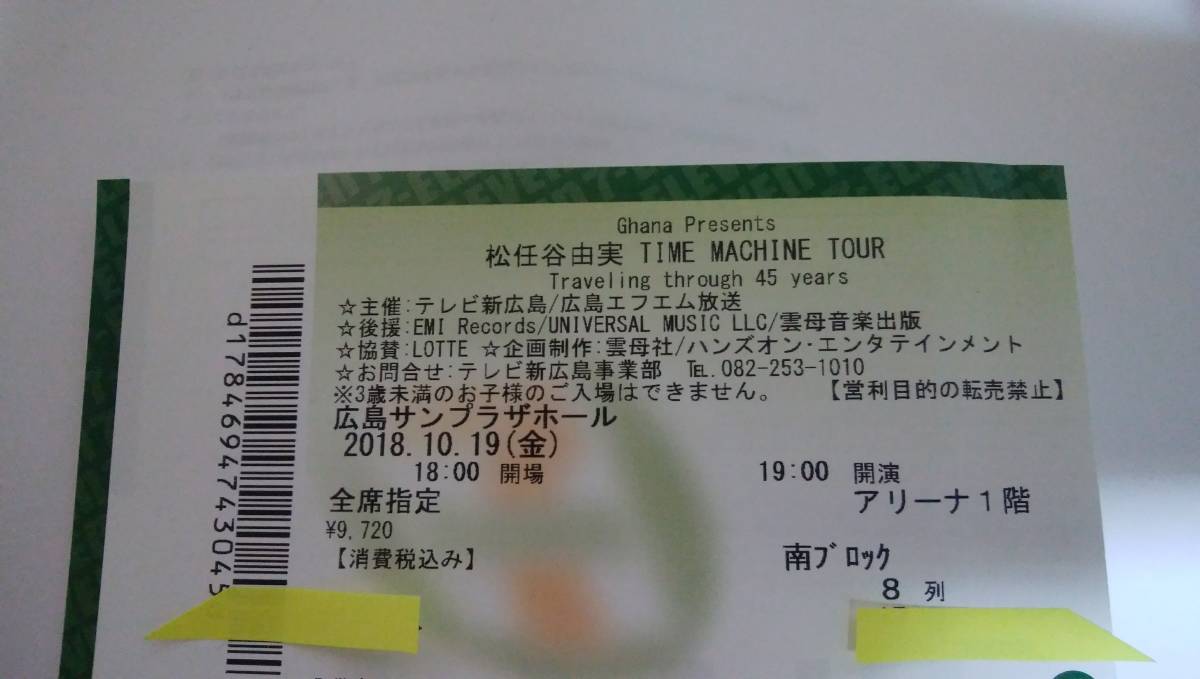 7-ELEVEN
Ghana Presents
松任谷由実 TIME MACHINE TOUR
Traveling through 45 years
☆主催:テレビ新広島/広島エフエム放送
☆後援:EMI Records/UNIVERSAL MUSIC LLC/雲母音楽出版
☆協賛:LOTTE ☆企画制作:雲母社/ハンズオン・エンタテインメント
☆お問合せ:テレビ新広島事業部 ℡.082-253-1010
※3歳未満のお子様のご入場はできません。 【営利目的の転売禁止】
広島サンプラザホール
2018.10.19(金)
18:00 開場 19:00 開演
全席指定 アリーナ1階
¥9,720
【消費税込み】 南ブロック
8 列
d1784694743045